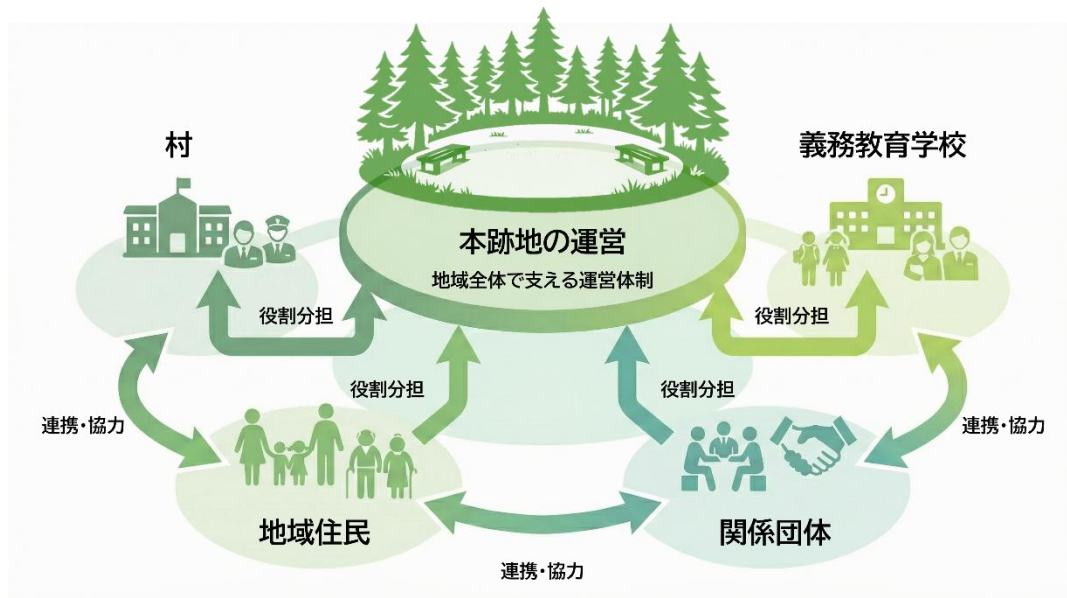 村
義務教育学校
本跡地の運営
地域全体で支える運営体制
役割分担
役割分担
役割分担
役割分担
連携・協力
連携・協力
地域住民
関係団体
連携・協力